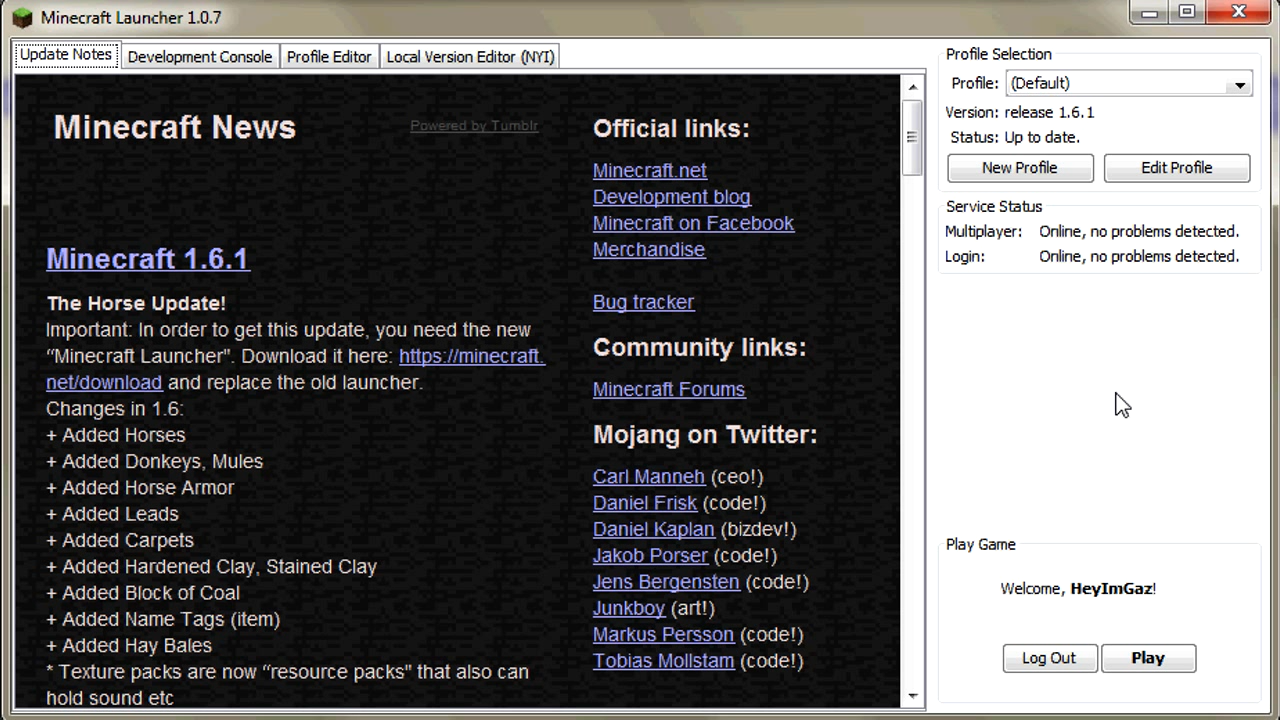 Minecraft Launcher 1.0.7
Update Notes
Development Console
Profile Editor
Local Version Editor (NYI)
Minecraft News
Powered by Tumblr
Minecraft 1.6.1
The Horse Update!
Important: In order to get this update, you need the new
“Minecraft Launcher". Download it here: https://minecraft.
net/download and replace the old launcher.
Changes in 1.6:
+ Added Horses
+ Added Donkeys, Mules
+ Added Horse Armor
+ Added Leads
+ Added Carpets
+ Added Hardened Clay, Stained Clay
+ Added Block of Coal
+ Added Name Tags (item)
+ Added Hay Bales
* Texture packs are now “resource packs" that also can
hold sound etc
Official links:
Minecraft.net
Development blog
Minecraft on Facebook
Merchandise
Bug tracker
Community links:
Minecraft Forums
Mojang on Twitter:
Carl Manneh (ceo!)
Daniel Frisk (code!)
Daniel Kaplan (bizdev!)
Jakob Porser (code!)
Jens Bergensten (code!)
Junkboy (art!)
Markus Persson (code!)
Tobias Mollstam (code!)
Profile Selection
Profile: (Default)
Version: release 1.6.1
Status: Up to date.
New Profile
Edit Profile
Service Status
Multiplayer: Online, no problems detected.
Login: Online, no problems detected.
Play Game
Welcome, HeyImGaz!
Log Out
Play